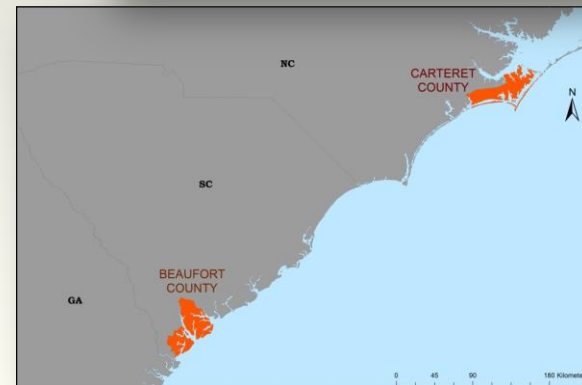 NC
CARTERET
COUNTY
N
SC
BEAUFORT
COUNTY
GA
0 45 90 180 Kilomete